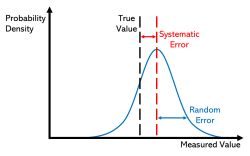 Probability
Density
True
Value
Systematic
Error
Random
Error
Measured Value